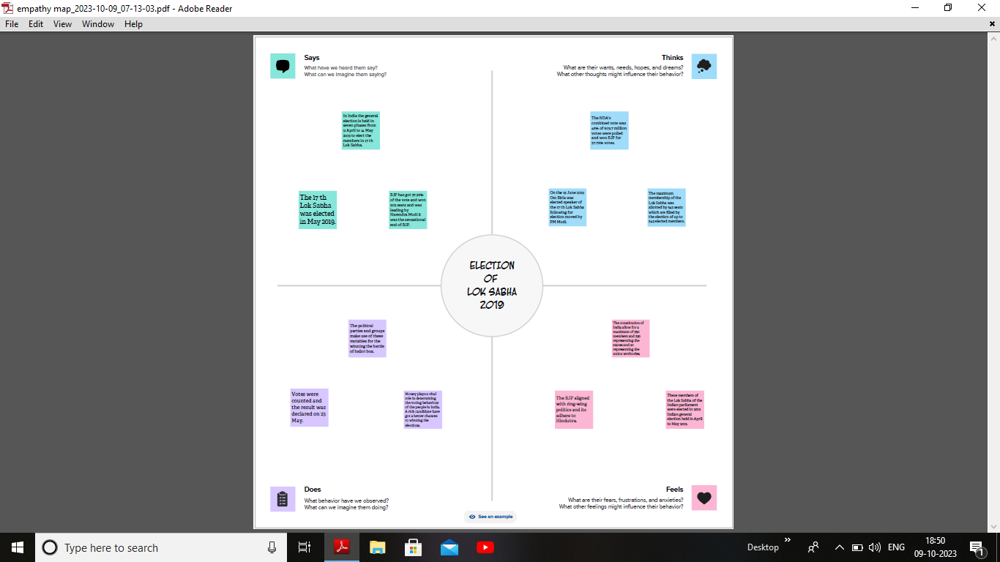 empathy map_2023-10-09_07-13-03.pdf - Adobe Reader
File Edit View Window Help
Says
What have we heard them say?
What can we imagine them saying?
Thinks
What are their wants, needs, hopes, and dreams?
What other thoughts might influence their behavior?
In India the general
election is held in
seven phases from
11 April to 14 May
2019 to elect the
members in 17 th
Lok Sabha.
The NDA's
combined vote was
45% of 603.7 million
votes were polled
and won BJP for
37.76% votes.
The 17 th
Lok Sabha
was elected
in May 2019.
BJP has got 37.36%
of the vote and won
303 seats and was
leading by
Narendra Modi it
was the sensational
end of BJP.
On the 19 June 2019
Om Birla was
elected speaker of
the 17 th Lok Sabha
following for
election moved by
PM Modi.
The maximum
membership of the
Lok Sabha was
allotted by 543 seats
which are filled by
the election of up to
543 elected members.
ELECTION
OF
LOK SABHA
2019
The political
parties and groups
make use of these
variables for the
winning the battle
of ballot box.
The constitution of
India allow for a
maximum of 550
members and 530
representing the
states and 20
representing the
union territories.
Votes were
counted and
the result was
declared on 23
May.
Money plays a vital
role in determining
the voting behaviour
of the people in India.
A rich candidate have
got a better chances
to winning the
elections.
The BJP aligned
with ring-wing
politics and its
adhere to
Hindutva.
These members of
the Lok Sabha of the
Indian parliament
were elected in 2019
Indian general
election held in April
to May 2019.
Does
What behavior have we observed?
What can we imagine them doing?
Feels
What are their fears, frustrations, and anxieties?
What other feelings might influence their behavior?
See an example
Type here to search
Desktop
ENG
18:50
09-10-2023
1